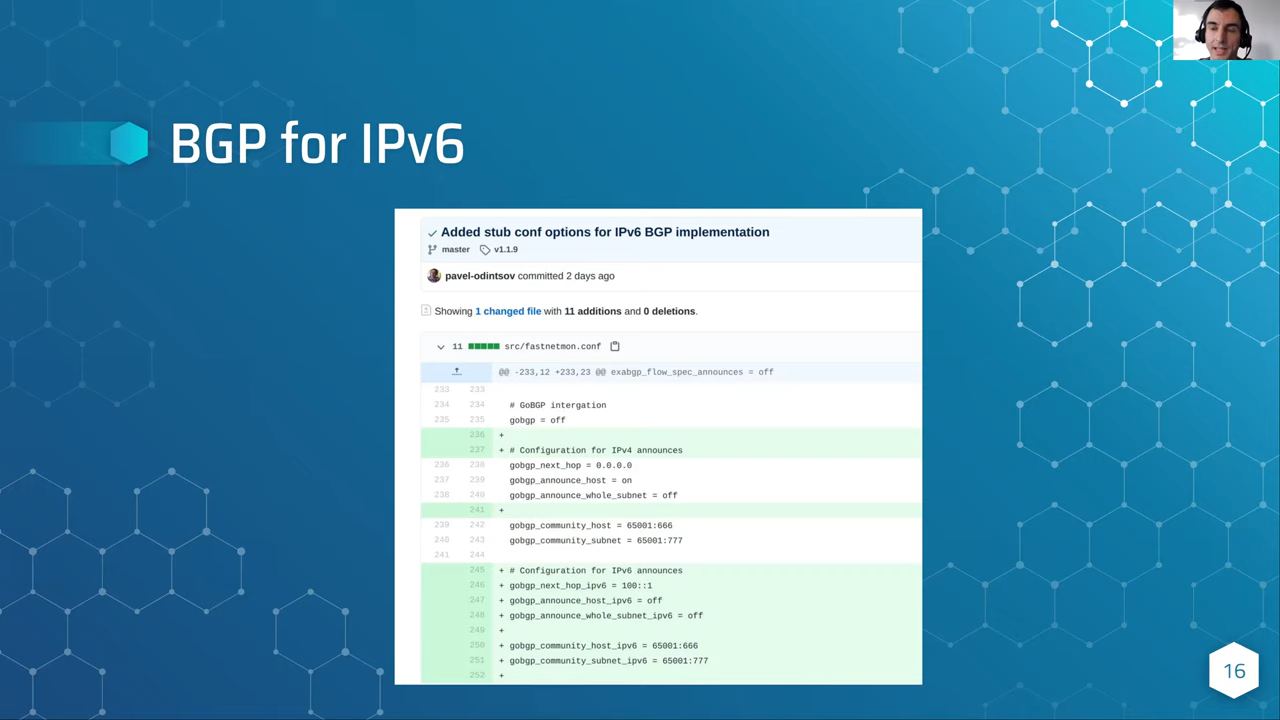 BGP for IPv6
Added stub conf options for IPv6 BGP implementation
master v1.1.9
pavel-odintsov committed 2 days ago
Showing 1 changed file with 11 additions and 0 deletions.
11 src/fastnetmon.conf
@@ -233,12 +233,23 @@ exabgp_flow_spec_announces = off
233 233
234 234 # GoBGP intergation
235 235 gobgp = off
236 +
237 + # Configuration for IPv4 announces
236 238 gobgp_next_hop = 0.0.0.0
237 239 gobgp_announce_host = on
238 240 gobgp_announce_whole_subnet = off
241 +
239 242 gobgp_community_host = 65001:666
240 243 gobgp_community_subnet = 65001:777
241 244
245 + # Configuration for IPv6 announces
246 + gobgp_next_hop_ipv6 = 100::1
247 + gobgp_announce_host_ipv6 = off
248 + gobgp_announce_whole_subnet_ipv6 = off
249 +
250 + gobgp_community_host_ipv6 = 65001:666
251 + gobgp_community_subnet_ipv6 = 65001:777
252 +
16